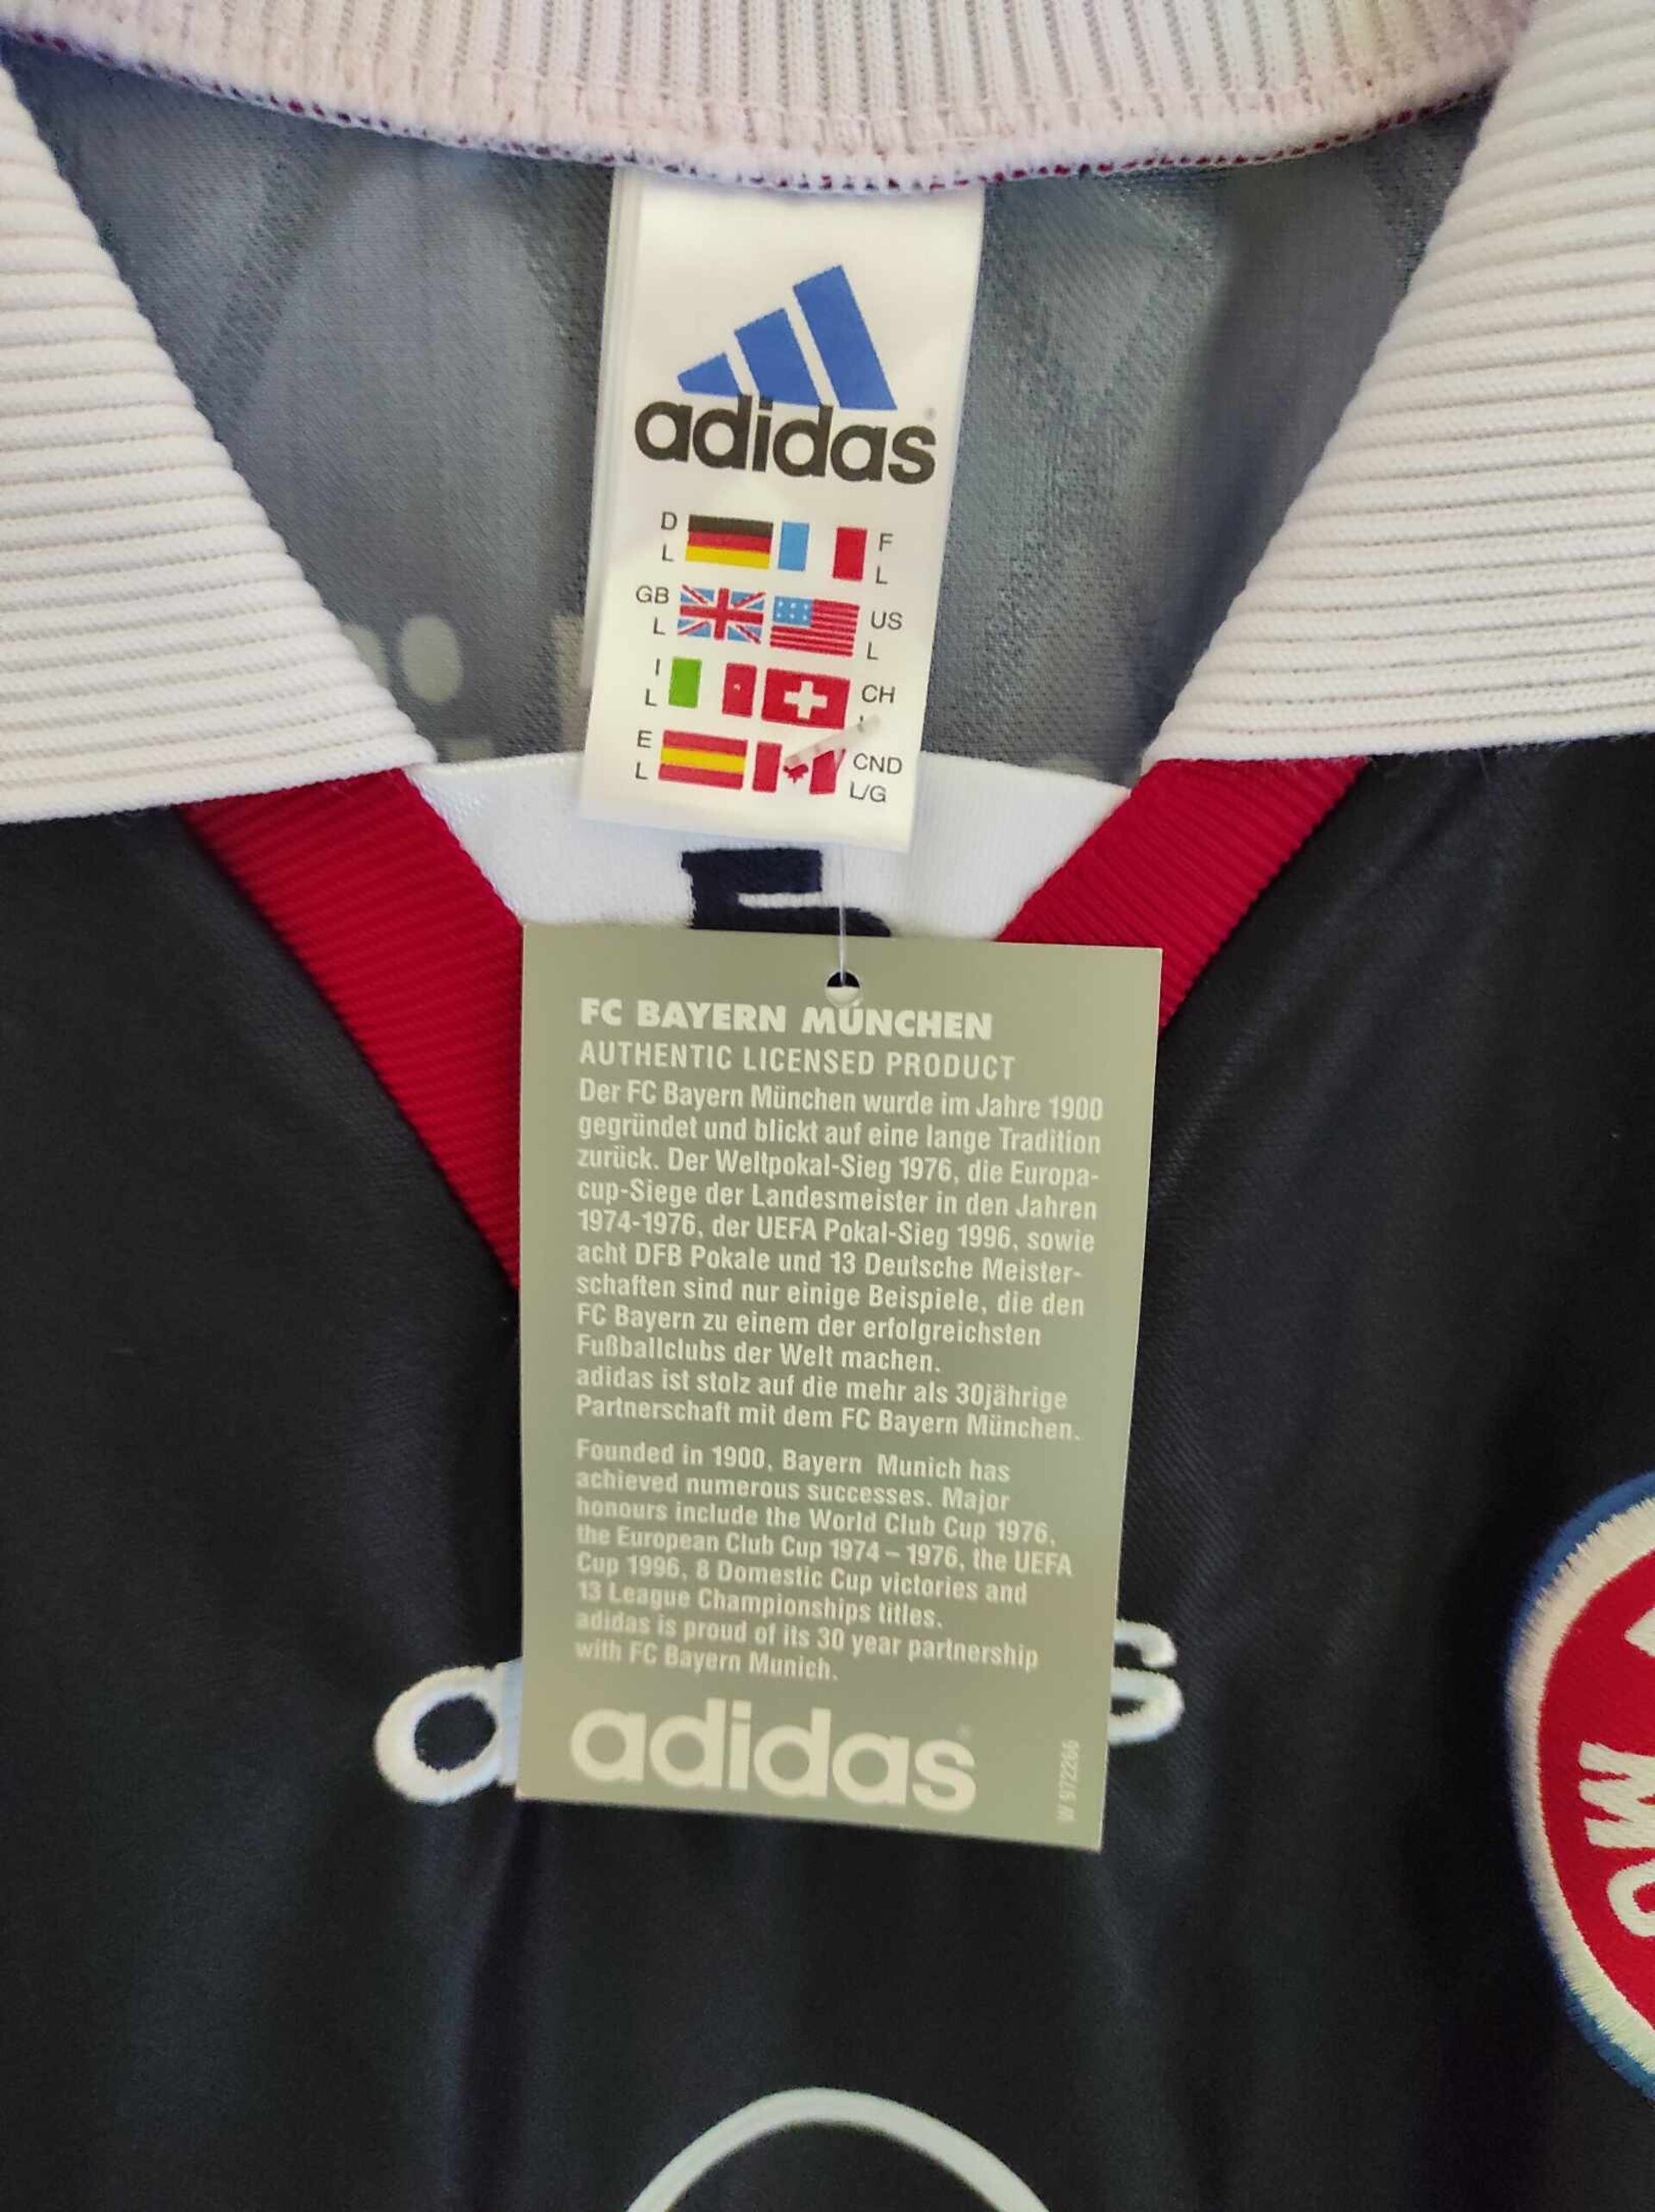 adidas
D
L
F
L
GB
L
US
L
I
L
CH
E
L
CND
L/G
FC BAYERN MÜNCHEN
AUTHENTIC LICENSED PRODUCT
Der FC Bayern München wurde im Jahre 1900
gegründet und blickt auf eine lange Tradition
zurück. Der Weltpokal-Sieg 1976, die Europa-
cup-Siege der Landesmeister in den Jahren
1974-1976, der UEFA Pokal-Sieg 1996, sowie
acht DFB Pokale und 13 Deutsche Meister-
schaften sind nur einige Beispiele, die den
FC Bayern zu einem der erfolgreichsten
Fußballclubs der Welt machen.
adidas ist stolz auf die mehr als 30jährige
Partnerschaft mit dem FC Bayern München.
Founded in 1900, Bayern Munich has
achieved numerous successes. Major
honours include the World Club Cup 1976,
the European Club Cup 1974 – 1976, the UEFA
Cup 1996, 8 Domestic Cup victories and
13 League Championships titles.
adidas is proud of its 30 year partnership
with FC Bayern Munich.
adidas
W 972266